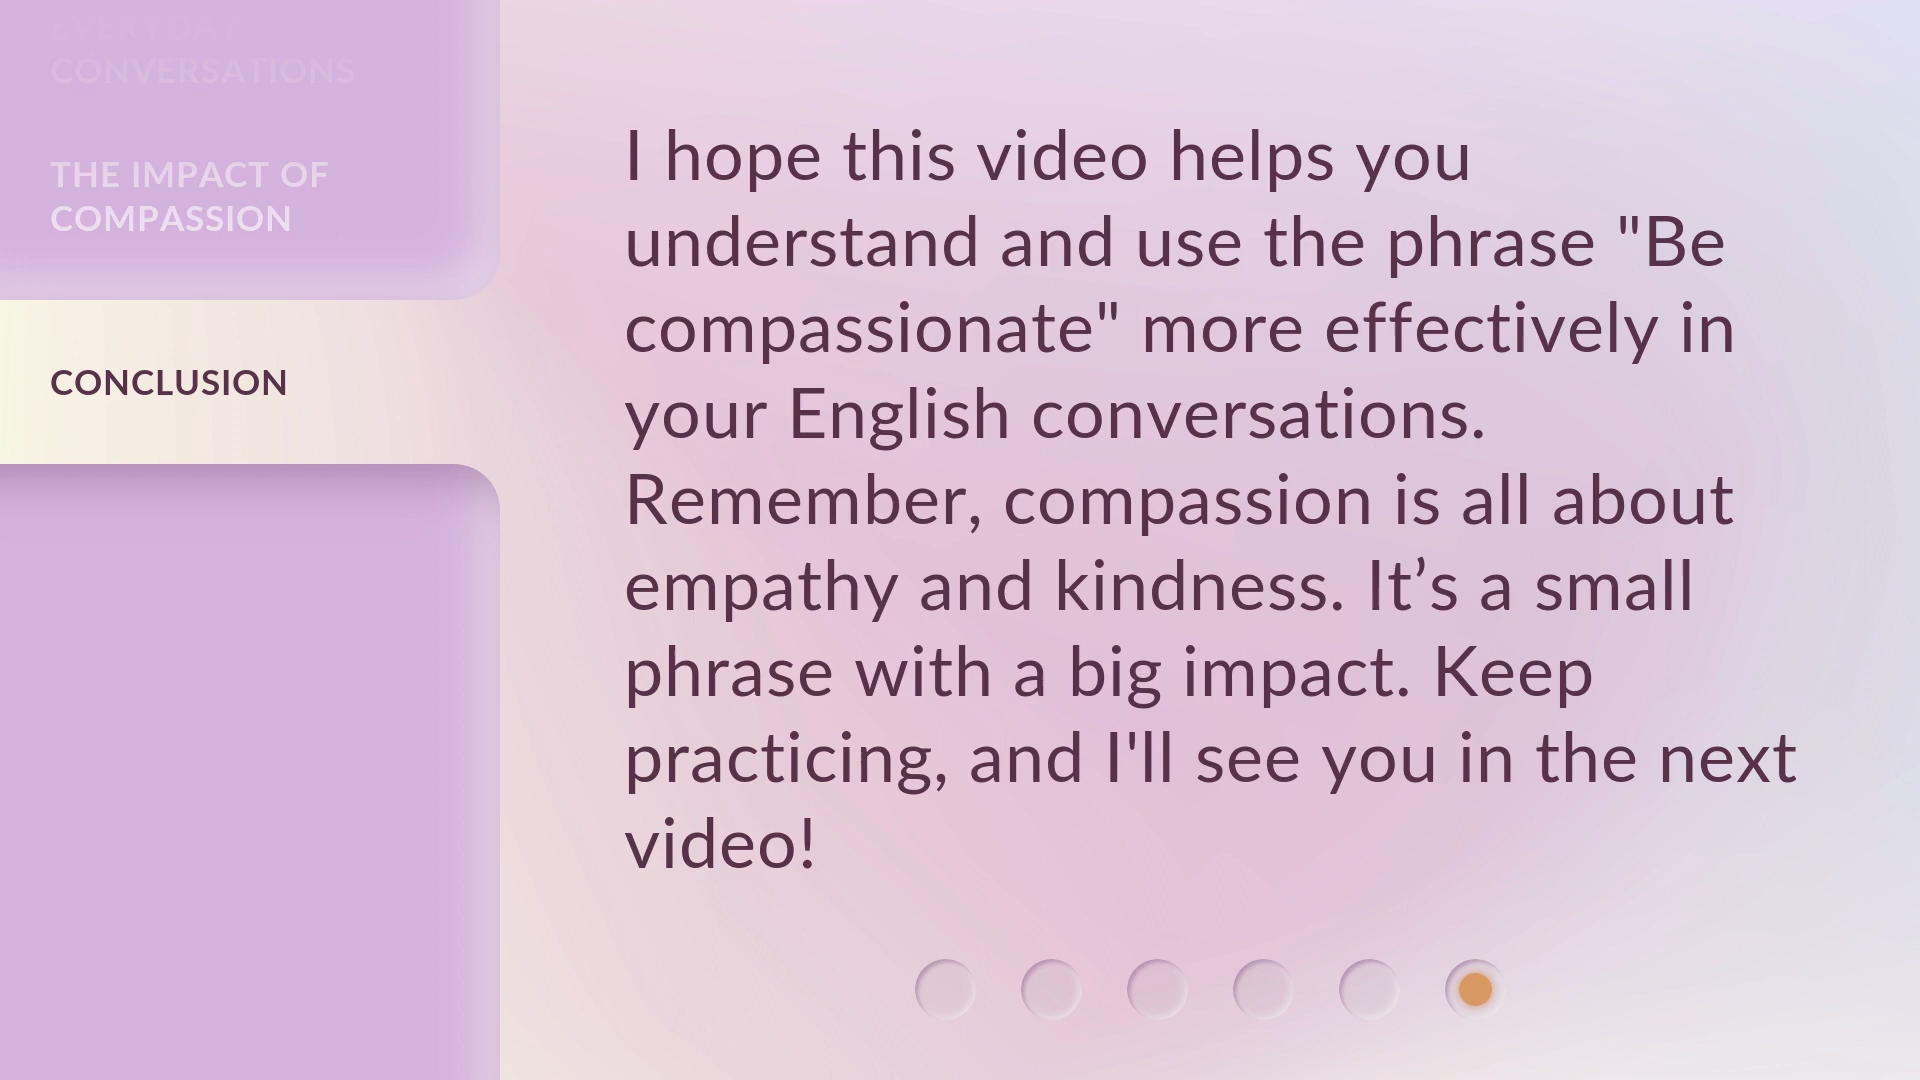 EVERYDAY
CONVERSATIONS
THE IMPACT OF
COMPASSION
CONCLUSION
I hope this video helps you
understand and use the phrase "Be
compassionate" more effectively in
your English conversations.
Remember, compassion is all about
empathy and kindness. It’s a small
phrase with a big impact. Keep
practicing, and I'll see you in the next
video!